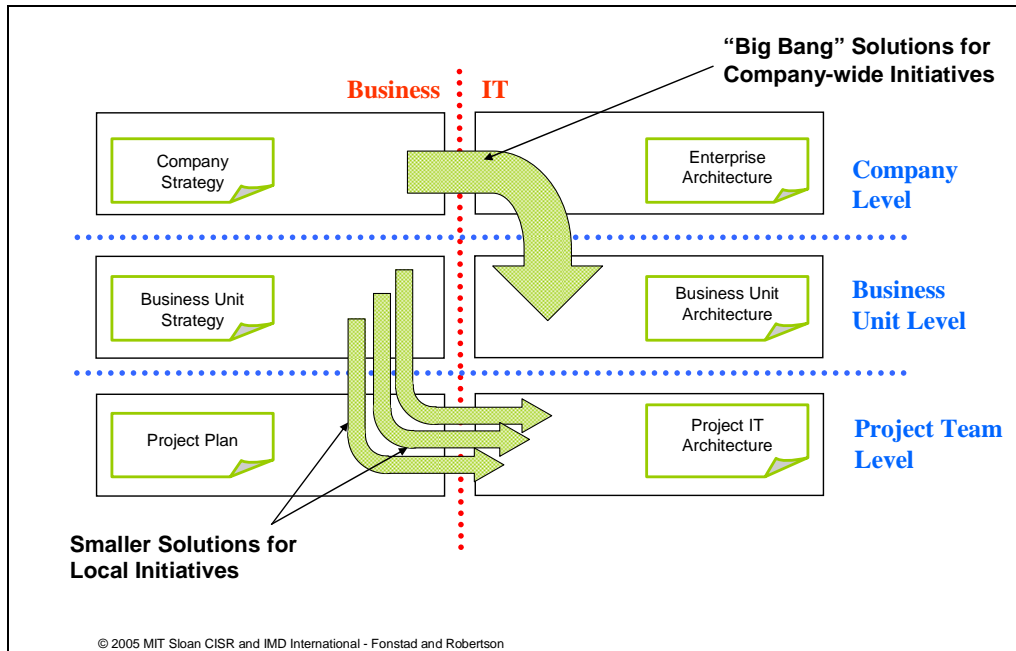 “Big Bang” Solutions for
Company-wide Initiatives
Business
IT
Company
Strategy
Enterprise
Architecture
Company
Level
Business Unit
Strategy
Business Unit
Architecture
Business
Unit Level
Project Plan
Project IT
Architecture
Project Team
Level
Smaller Solutions for
Local Initiatives
© 2005 MIT Sloan CISR and IMD International - Fonstad and Robertson